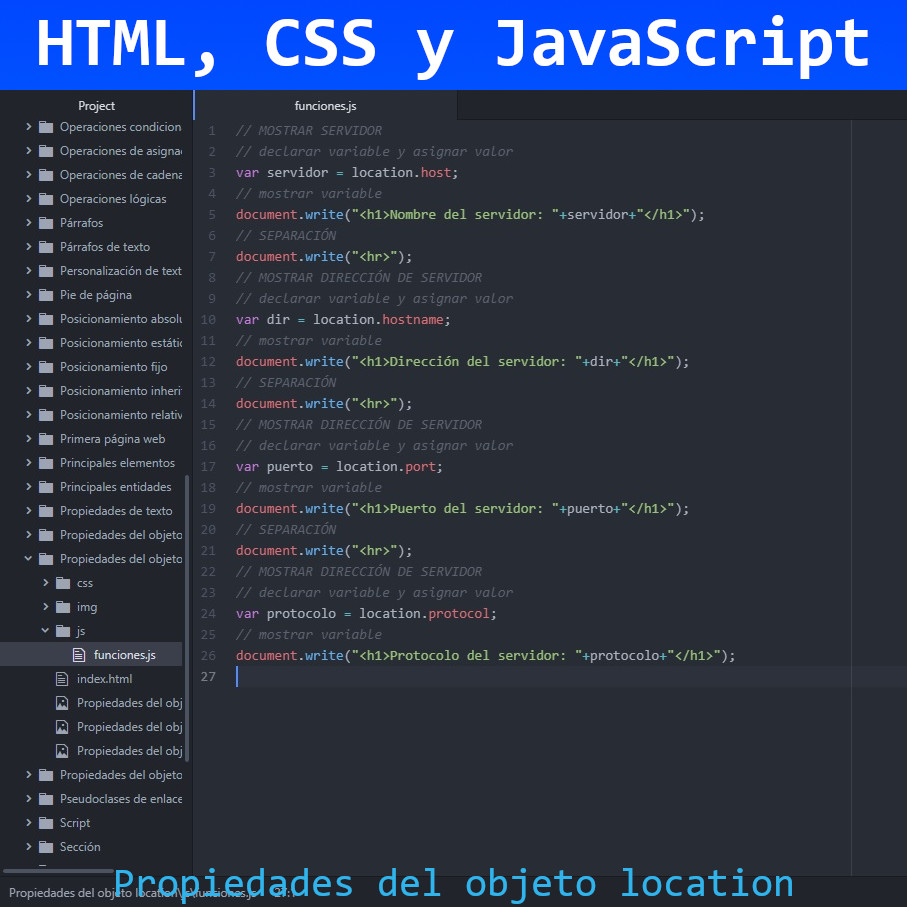 HTML, CSS y JavaScript
Project
Operaciones condicion
Operaciones de asigna
Operaciones de cadena
Operaciones lógicas
Párrafos
Párrafos de texto
Personalización de text
Pie de página
Posicionamiento absolu
Posicionamiento estátic
Posicionamiento fijo
Posicionamiento inheri
Posicionamiento relativ
Primera página web
Principales elementos
Principales entidades
Propiedades de texto
Propiedades del objeto
Propiedades del objeto
css
img
js
funciones.js
index.html
Propiedades del obj
Propiedades del obj
Propiedades del obj
Propiedades del objeto
Pseudoclases de enlace
Script
Sección
funciones.js
1 // MOSTRAR SERVIDOR
2 // declarar variable y asignar valor
3 var servidor = location.host;
4 // mostrar variable
5 document.write("<h1>Nombre del servidor: "+servidor+"</h1>");
6 // SEPARACIÓN
7 document.write("<hr>");
8 // MOSTRAR DIRECCIÓN DE SERVIDOR
9 // declarar variable y asignar valor
10 var dir = location.hostname;
11 // mostrar variable
12 document.write("<h1>Dirección del servidor: "+dir+"</h1>");
13 // SEPARACIÓN
14 document.write("<hr>");
15 // MOSTRAR DIRECCIÓN DE SERVIDOR
16 // declarar variable y asignar valor
17 var puerto = location.port;
18 // mostrar variable
19 document.write("<h1>Puerto del servidor: "+puerto+"</h1>");
20 // SEPARACIÓN
21 document.write("<hr>");
22 // MOSTRAR DIRECCIÓN DE SERVIDOR
23 // declarar variable y asignar valor
24 var protocolo = location.protocol;
25 // mostrar variable
26 document.write("<h1>Protocolo del servidor: "+protocolo+"</h1>");
27
Propiedades del objeto location
Propiedades del objeto location\js\funciones.js